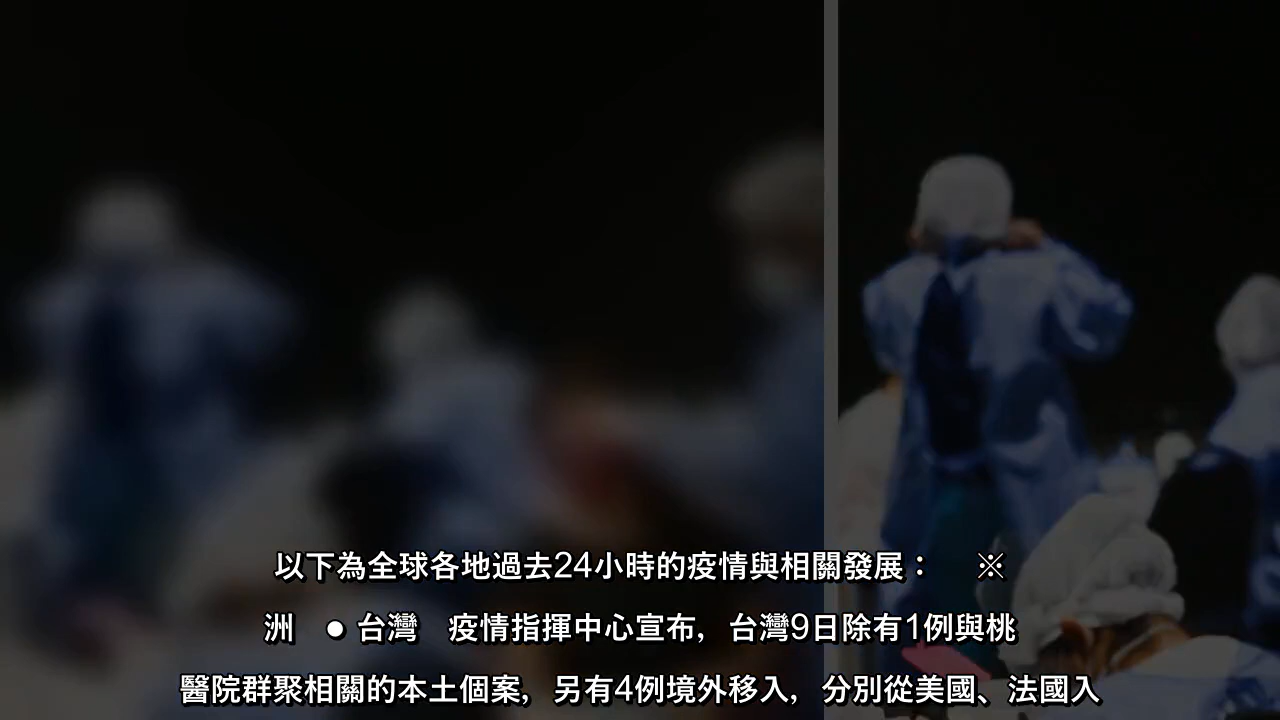 以下為全球各地過去24小時的疫情與相關發展： ※
洲 ●台灣 疫情指揮中心宣布，台灣9日除有1例與桃
醫院群聚相關的本土個案，另有4例境外移入，分別從美國、法國入